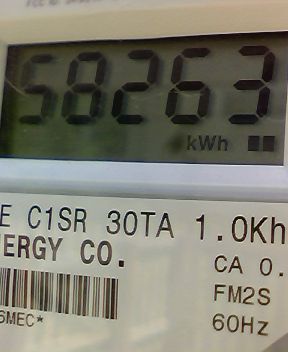 58263
kWh
E C1SR 30TA 1.0Kh
ERGY CO.
CA 0.
FM2S
6MEC* 60Hz